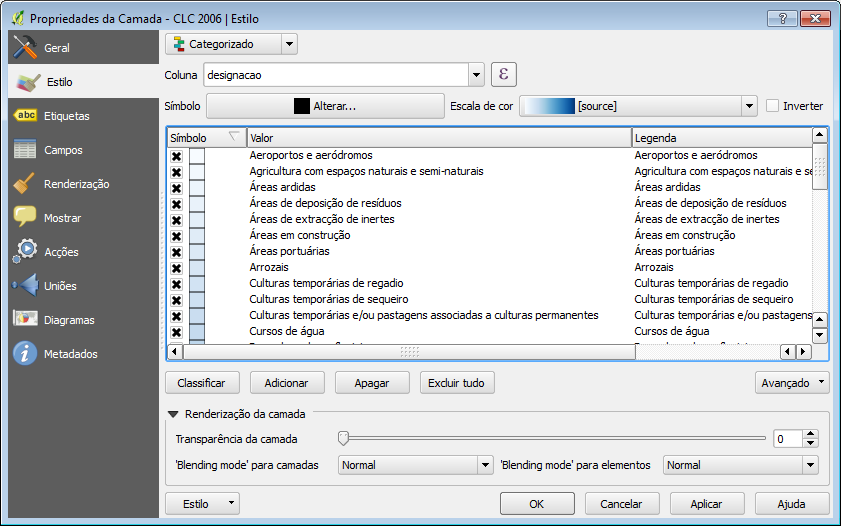 Propriedades da Camada - CLC 2006 | Estilo
Geral
Estilo
abc Etiquetas
Campos
Renderização
Mostrar
Acções
Uniões
Diagramas
Metadados
Categorizado
Coluna designacao ε
Símbolo Alterar... Escala de cor [source] Inverter
Símbolo Valor Legenda
Aeroportos e aeródromos Aeroportos e aeródromos
Agricultura com espaços naturais e semi-naturais Agricultura com espaços naturais e se
Áreas ardidas Áreas ardidas
Áreas de deposição de resíduos Áreas de deposição de resíduos
Áreas de extracção de inertes Áreas de extracção de inertes
Áreas em construção Áreas em construção
Áreas portuárias Áreas portuárias
Arrozais Arrozais
Culturas temporárias de regadio Culturas temporárias de regadio
Culturas temporárias de sequeiro Culturas temporárias de sequeiro
Culturas temporárias e/ou pastagens associadas a culturas permanentes Culturas temporárias e/ou pastagens
Cursos de água Cursos de água
Classificar Adicionar Apagar Excluir tudo Avançado
Renderização da camada
Transparência da camada 0
'Blending mode' para camadas Normal 'Blending mode' para elementos Normal
Estilo OK Cancelar Aplicar Ajuda